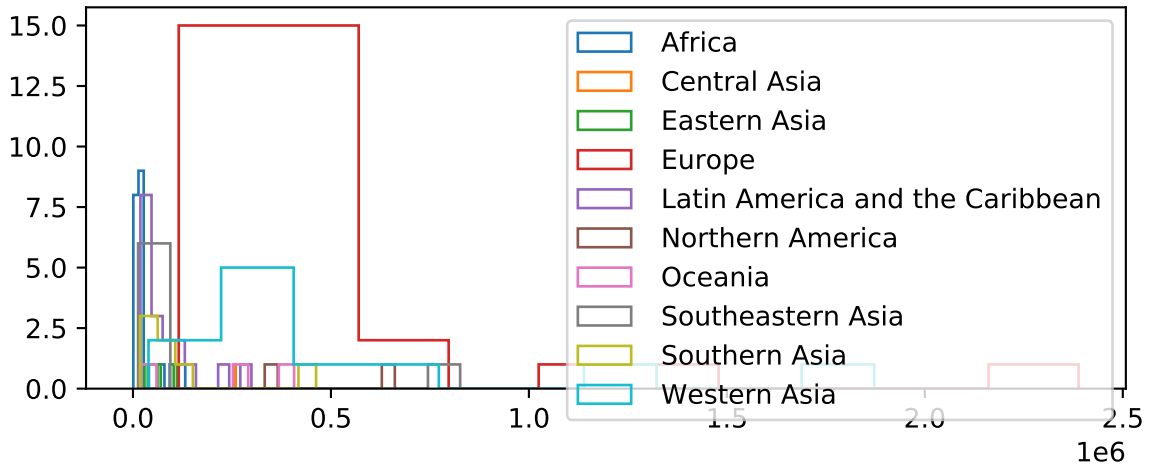 15.0
12.5
10.0
7.5
5.0
2.5
0.0
Africa
Central Asia
Eastern Asia
Europe
Latin America and the Caribbean
Northern America
Oceania
Southeastern Asia
Southern Asia
Western Asia
0.0 0.5 1.0 1.5 2.0 2.5
1e6